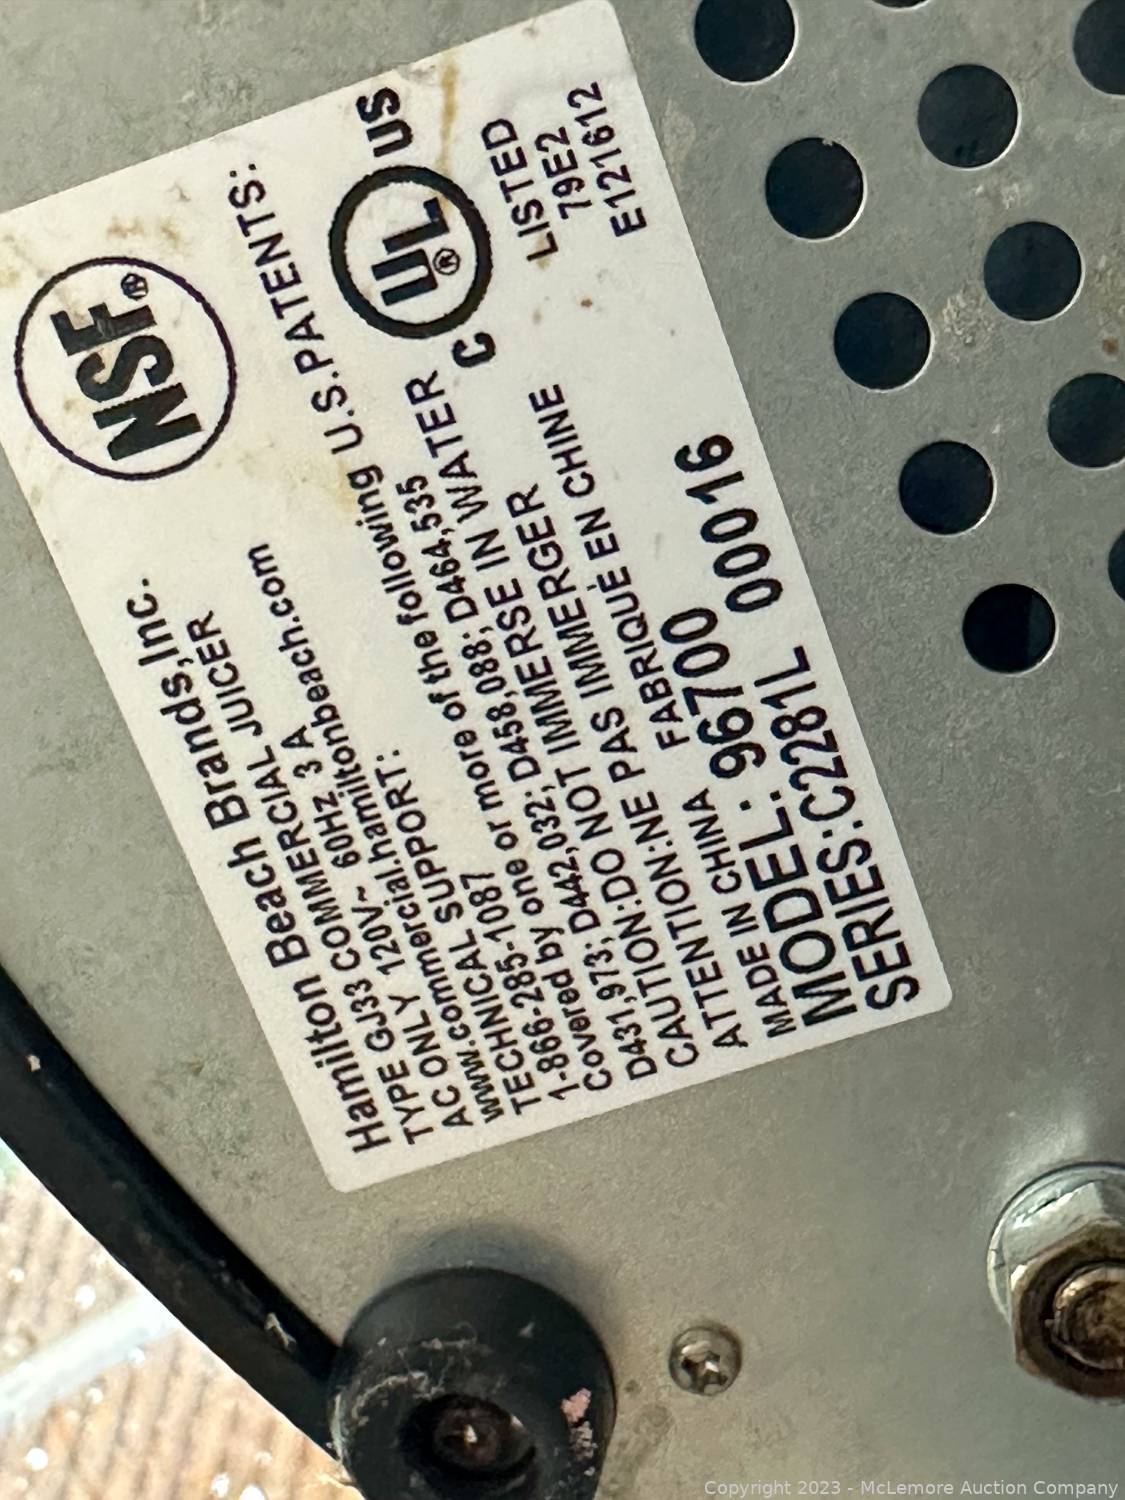 Hamilton Beach Brands,Inc.
TYPE GJ33 COMMERCIAL JUICER
AC ONLY 120V~ 60HZ 3 A
www.commercial.hamiltonbeach.com
TECHNICAL SUPPORT:
1-866-285-1087
Covered by one or more of the following U.S.PATENTS:
D431,973; D442,032; D458,088; D464,535
CAUTION:DO NOT IMMERSE IN WATER
ATTENTION:NE PAS IMMERGER
MADE IN CHINA FABRIQUÉ EN CHINE
MODEL: 96700
SERIES:C2281L 00016
NSF®
C UL® US
LISTED
79E2
E121612
Copyright 2023 - McLemore Auction Company